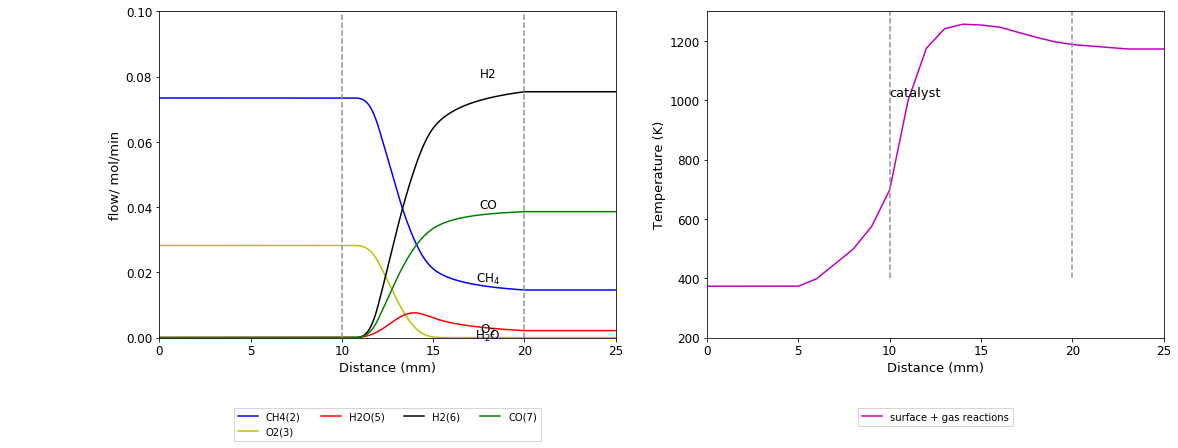 0.10
0.08
0.06
0.04
0.02
0.00
flow/ mol/min
H2
CO
CH₄
O₂
H₂O
0 5 10 15 20 25
Distance (mm)
CH4(2) H2O(5) H2(6) CO(7)
O2(3)
1200
1000
800
600
400
200
Temperature (K)
catalyst
0 5 10 15 20 25
Distance (mm)
surface + gas reactions